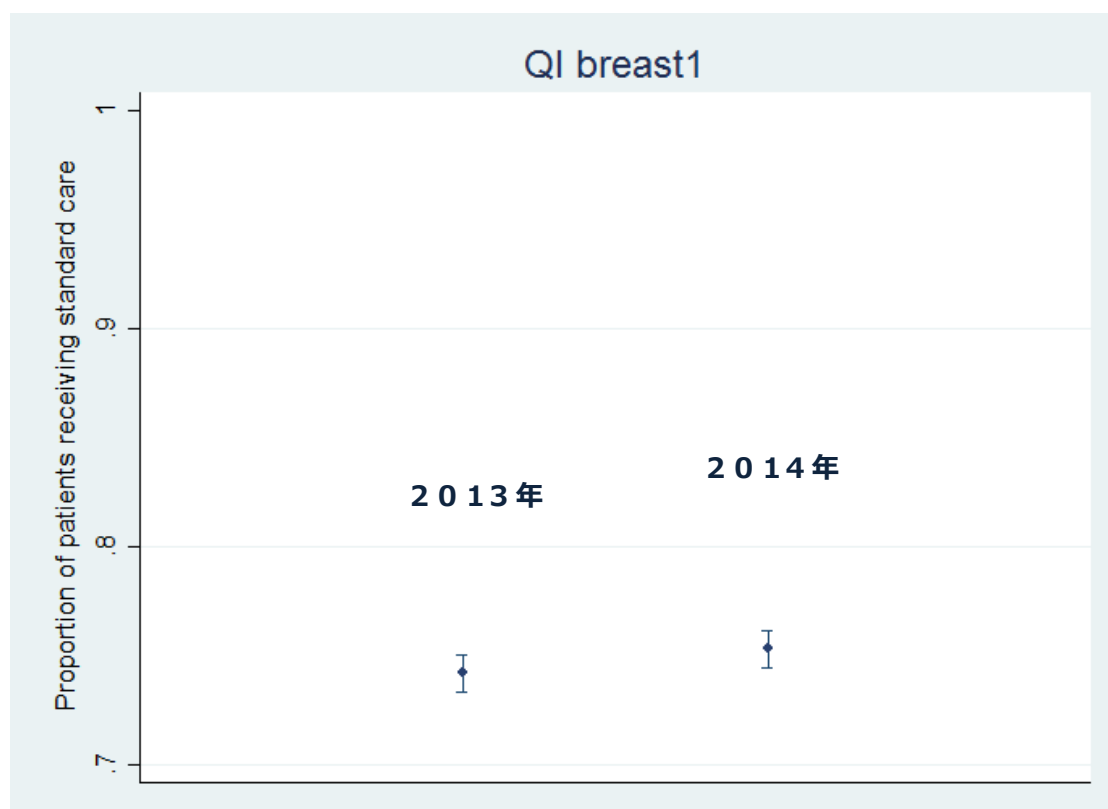 QI breast1
Proportion of patients receiving standard care
1
.9
.8
.7
２０１３年
２０１４年